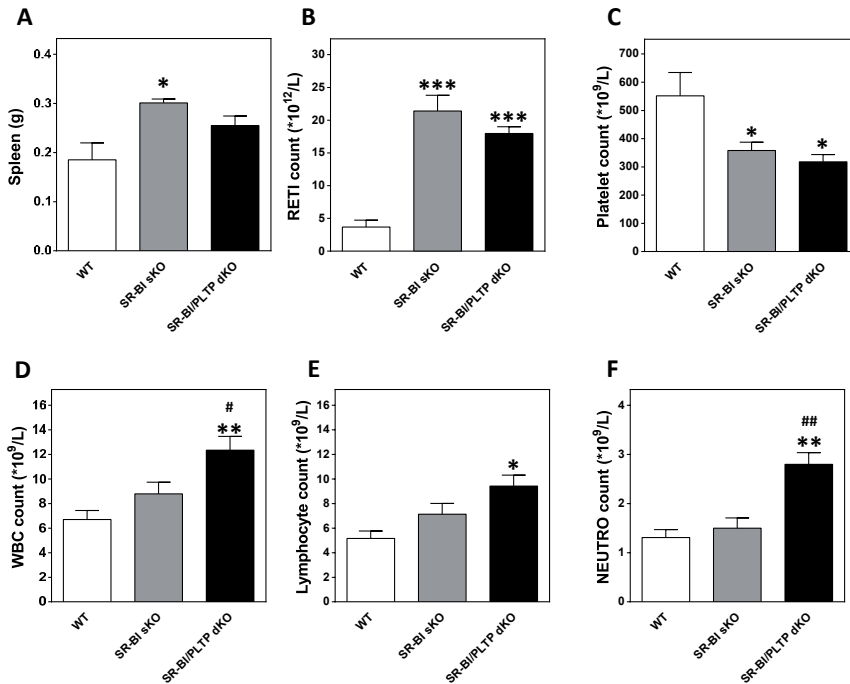 A
Spleen (g)
0.4
0.3
0.2
0.1
0.0
*
WT
SR-BI sKO
SR-BI/PLTP dKO
B
RETI count (*10¹²/L)
30
25
20
15
10
5
0
***
***
WT
SR-BI sKO
SR-BI/PLTP dKO
C
Platelet count (*10⁹/L)
700
600
500
400
300
200
100
0
*
*
WT
SR-BI sKO
SR-BI/PLTP dKO
D
WBC count (*10⁹/L)
16
14
12
10
8
6
4
2
0
#
**
WT
SR-BI sKO
SR-BI/PLTP dKO
E
Lymphocyte count (*10⁹/L)
16
14
12
10
8
6
4
2
0
*
WT
SR-BI sKO
SR-BI/PLTP dKO
F
NEUTRO count (*10⁹/L)
4
3
2
1
0
##
**
WT
SR-BI sKO
SR-BI/PLTP dKO